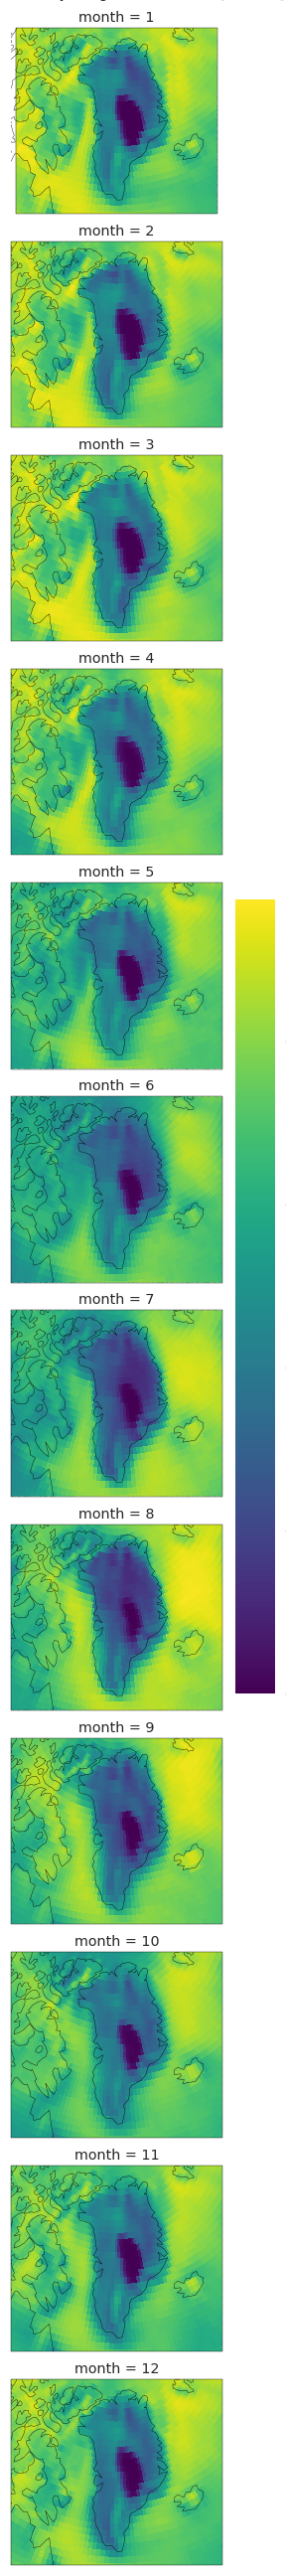 month = 1
month = 2
month = 3
month = 4
month = 5
month = 6
month = 7
month = 8
month = 9
month = 10
month = 11
month = 12